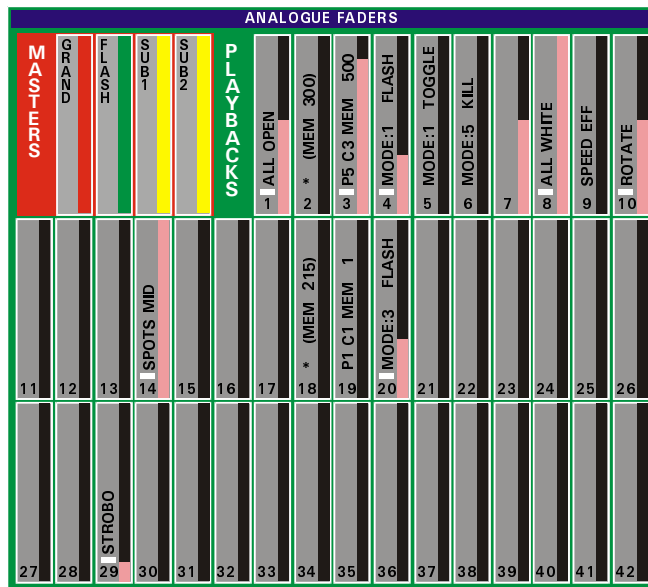 ANALOGUE FADERS
MASTERS
GRAND
FLASH
SUB1
SUB2
PLAYBACKS
ALL OPEN
1
* (MEM 300)
2
P5 C3 MEM 500
3
MODE:1 FLASH
4
MODE:1 TOGGLE
5
MODE:5 KILL
6
7
ALL WHITE
8
SPEED EFF
9
ROTATE
10
11
12
13
SPOTS MID
14
15
16
17
* (MEM 215)
18
P1 C1 MEM 1
19
MODE:3 FLASH
20
21
22
23
24
25
26
27
28
STROBO
29
30
31
32
33
34
35
36
37
38
39
40
41
42